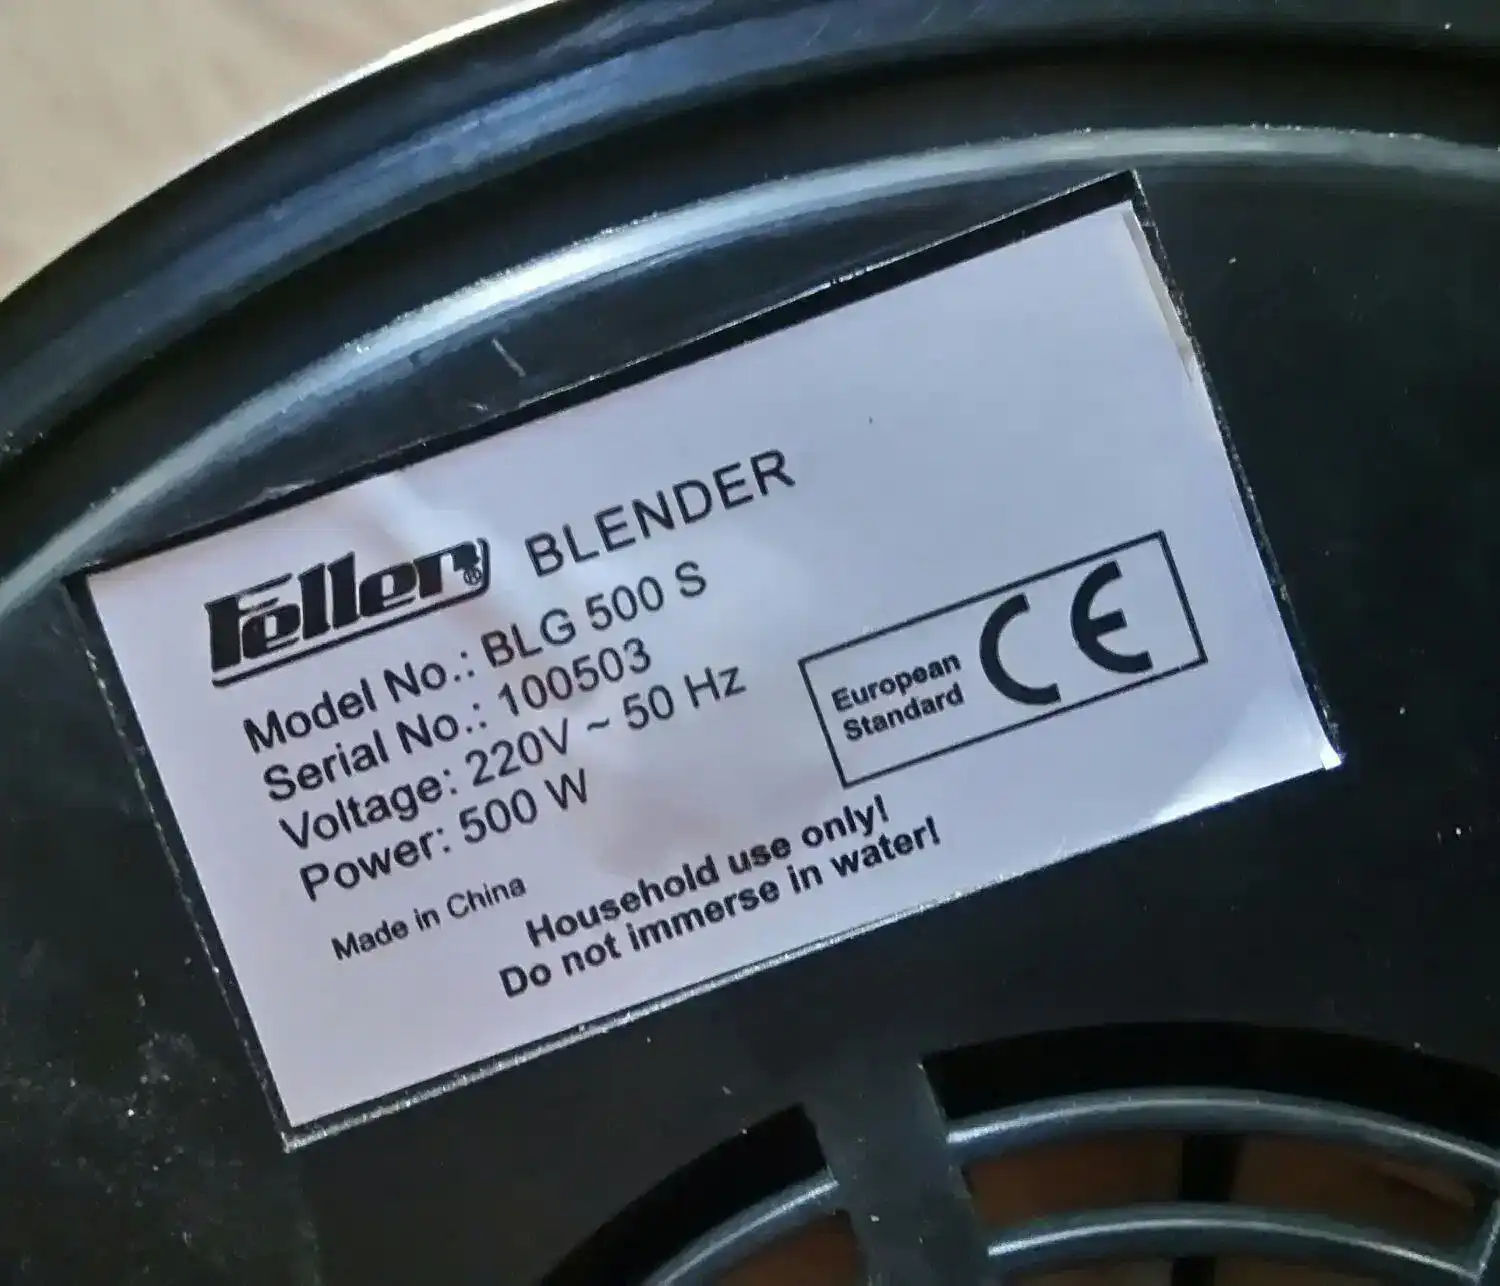 Feller® BLENDER
Model No.: BLG 500 S
Serial No.: 100503
Voltage: 220V ~ 50 Hz
Power: 500 W
European
Standard
CE
Made in China
Household use only!
Do not immerse in water!